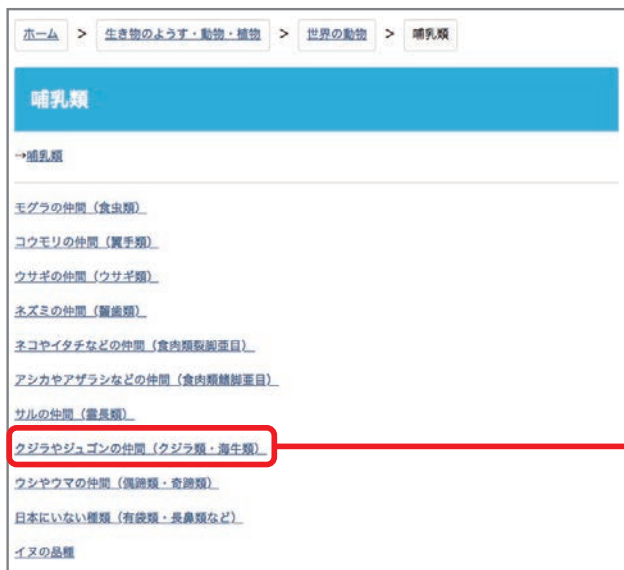 ホーム > 生き物のようす・動物・植物 > 世界の動物 > 哺乳類
哺乳類
→哺乳類
モグラの仲間（食虫類）
コウモリの仲間（翼手類）
ウサギの仲間（ウサギ類）
ネズミの仲間（齧歯類）
ネコやイタチなどの仲間（食肉類裂脚亜目）
アシカやアザラシなどの仲間（食肉類鰭脚亜目）
サルの仲間（霊長類）
クジラやジュゴンの仲間（クジラ類・海牛類）
ウシやウマの仲間（偶蹄類・奇蹄類）
日本にいない種類（有袋類・長鼻類など）
イヌの品種